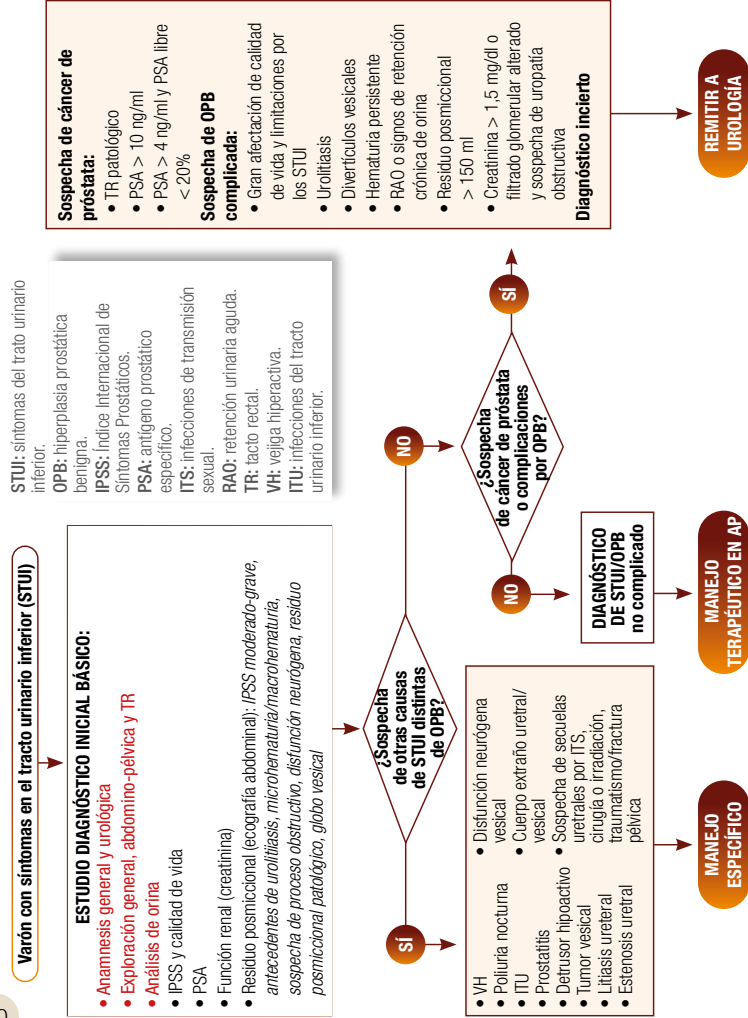 Varón con síntomas en el tracto urinario inferior (STUI)
ESTUDIO DIAGNÓSTICO INICIAL BÁSICO:
• Anamnesis general y urológica
• Exploración general, abdomino-pélvica y TR
• Análisis de orina
• IPSS y calidad de vida
• PSA
• Función renal (creatinina)
• Residuo posmiccional (ecografía abdominal): IPSS moderado-grave,
antecedentes de urolitiiasis, microhematuria/macrohematuria,
sospecha de proceso obstructivo, disfunción neurógena, residuo
posmiccional patológico, globo vesical
STUI: síntomas del trato urinario
inferior.
OPB: hiperplasia prostática
benigna.
IPSS: Índice Internacional de
Síntomas Prostáticos.
PSA: antígeno prostático
específico.
ITS: infecciones de transmisión
sexual.
RAO: retención urinaria aguda.
TR: tacto rectal.
VH: vejiga hiperactiva.
ITU: infecciones del tracto
urinario inferior.
¿Sospecha
de otras causas
de STUI distintas
de OPB?
SÍ
• VH
• Poliuria nocturna
• ITU
• Prostatitis
• Detrusor hipoactivo
• Tumor vesical
• Litiasis ureteral
• Estenosis uretral
• Disfunción neurógena
vesical
• Cuerpo extraño uretral/
vesical
• Sospecha de secuelas
uretrales por ITS,
cirugía o irradiación,
traumatismo/fractura
pélvica
MANEJO
ESPECÍFICO
NO
¿Sospecha
de cáncer de próstata
o complicaciones
por OPB?
NO
DIAGNÓSTICO
DE STUI/OPB
no complicado
MANEJO
TERAPÉUTICO EN AP
SÍ
Sospecha de cáncer de
próstata:
• TR patológico
• PSA > 10 ng/ml
• PSA > 4 ng/ml y PSA libre
< 20%
Sospecha de OPB
complicada:
• Gran afectación de calidad
de vida y limitaciones por
los STUI
• Urolitiasis
• Divertículos vesicales
• Hematuria persistente
• RAO o signos de retención
crónica de orina
• Residuo posmiccional
> 150 ml
• Creatinina > 1,5 mg/dl o
filtrado glomerular alterado
y sospecha de uropatía
obstructiva
Diagnóstico incierto
REMITIR A
UROLOGÍA